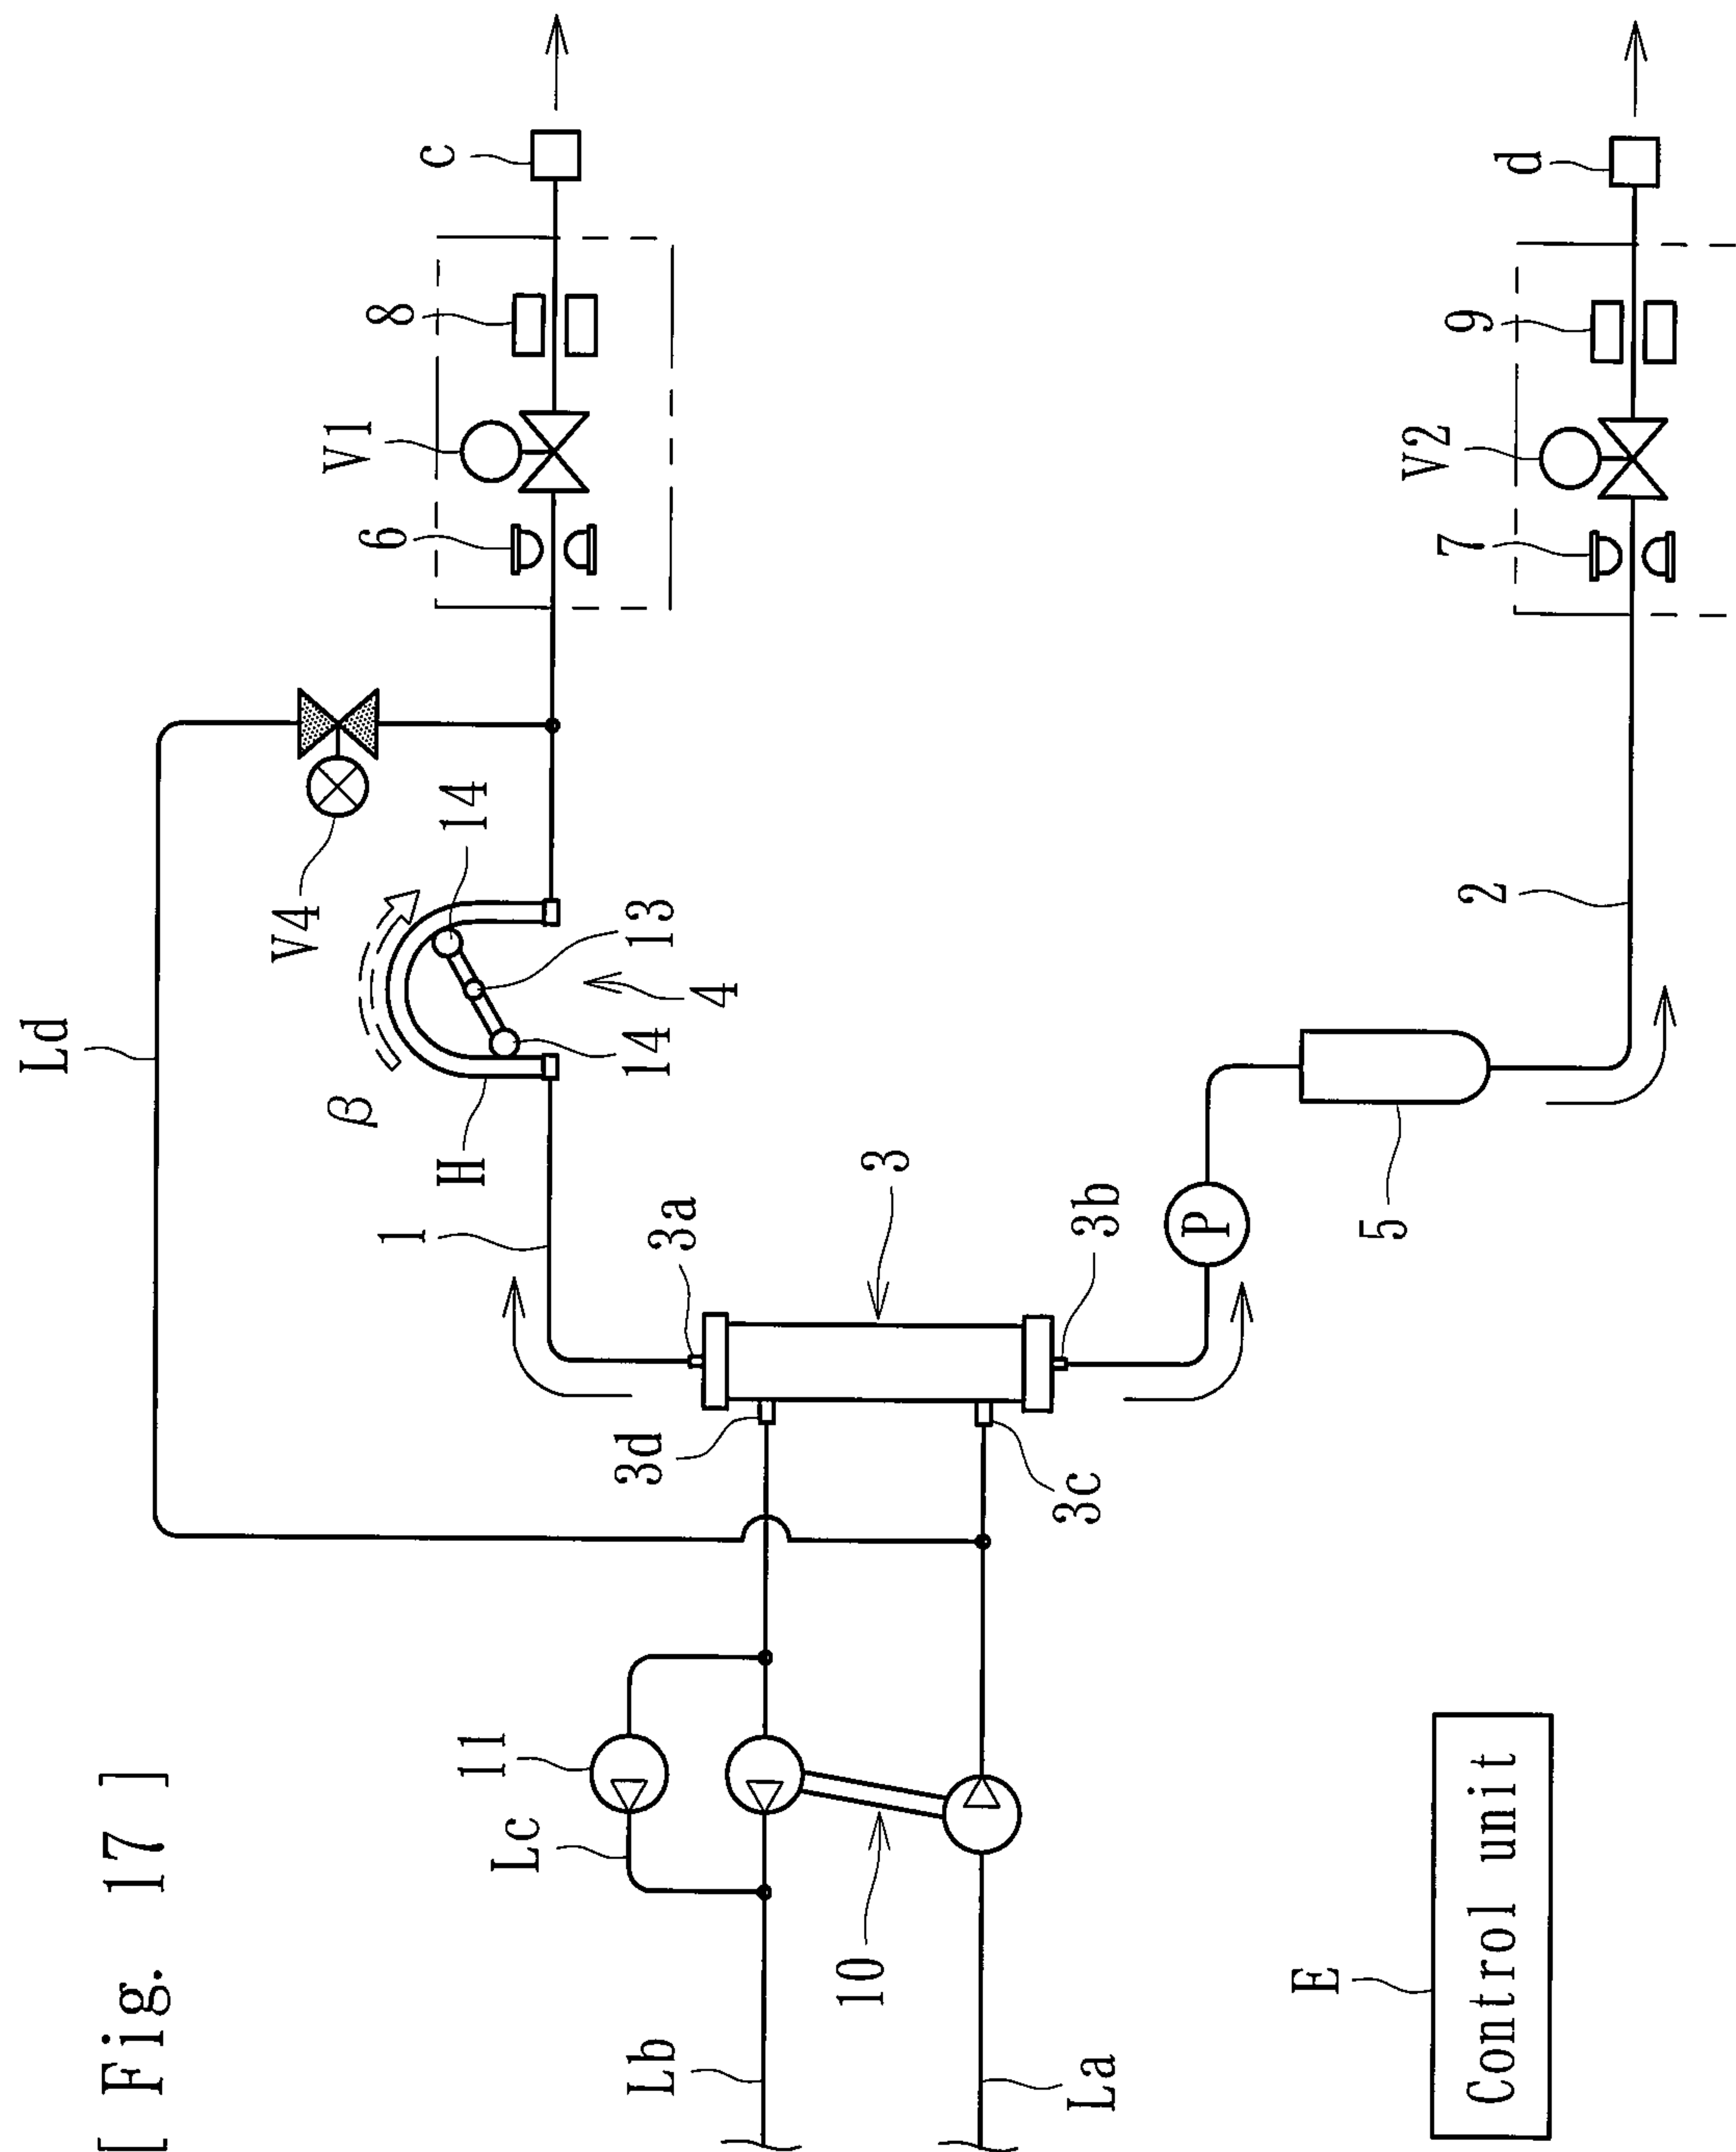 [ Fig. 17 ]
Ld
V4
14
β
H
13
4
14
1
3a
3
3b
P
5
2
6
V1
8
c
7
V2
9
d
3d
3c
11
Lc
10
Lb
La
E
Control unit